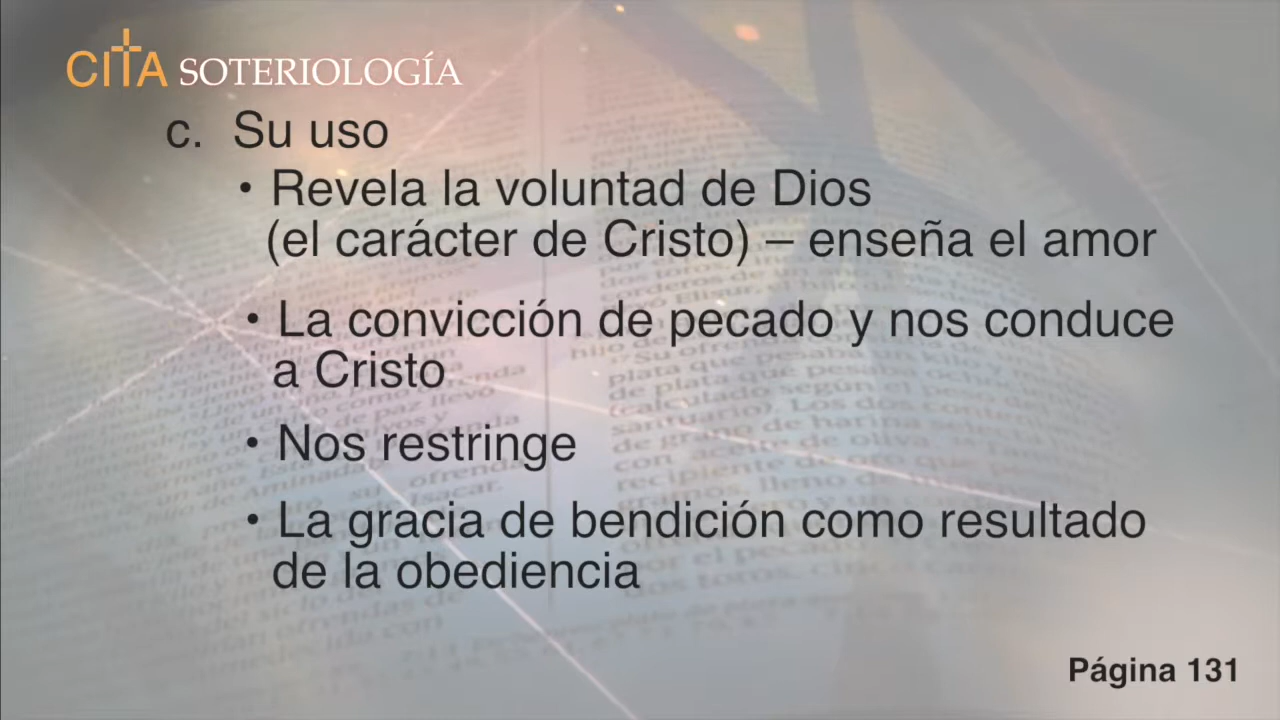 CITA SOTERIOLOGÍA
c. Su uso
• Revela la voluntad de Dios
(el carácter de Cristo) – enseña el amor
• La convicción de pecado y nos conduce
a Cristo
• Nos restringe
• La gracia de bendición como resultado
de la obediencia
Página 131